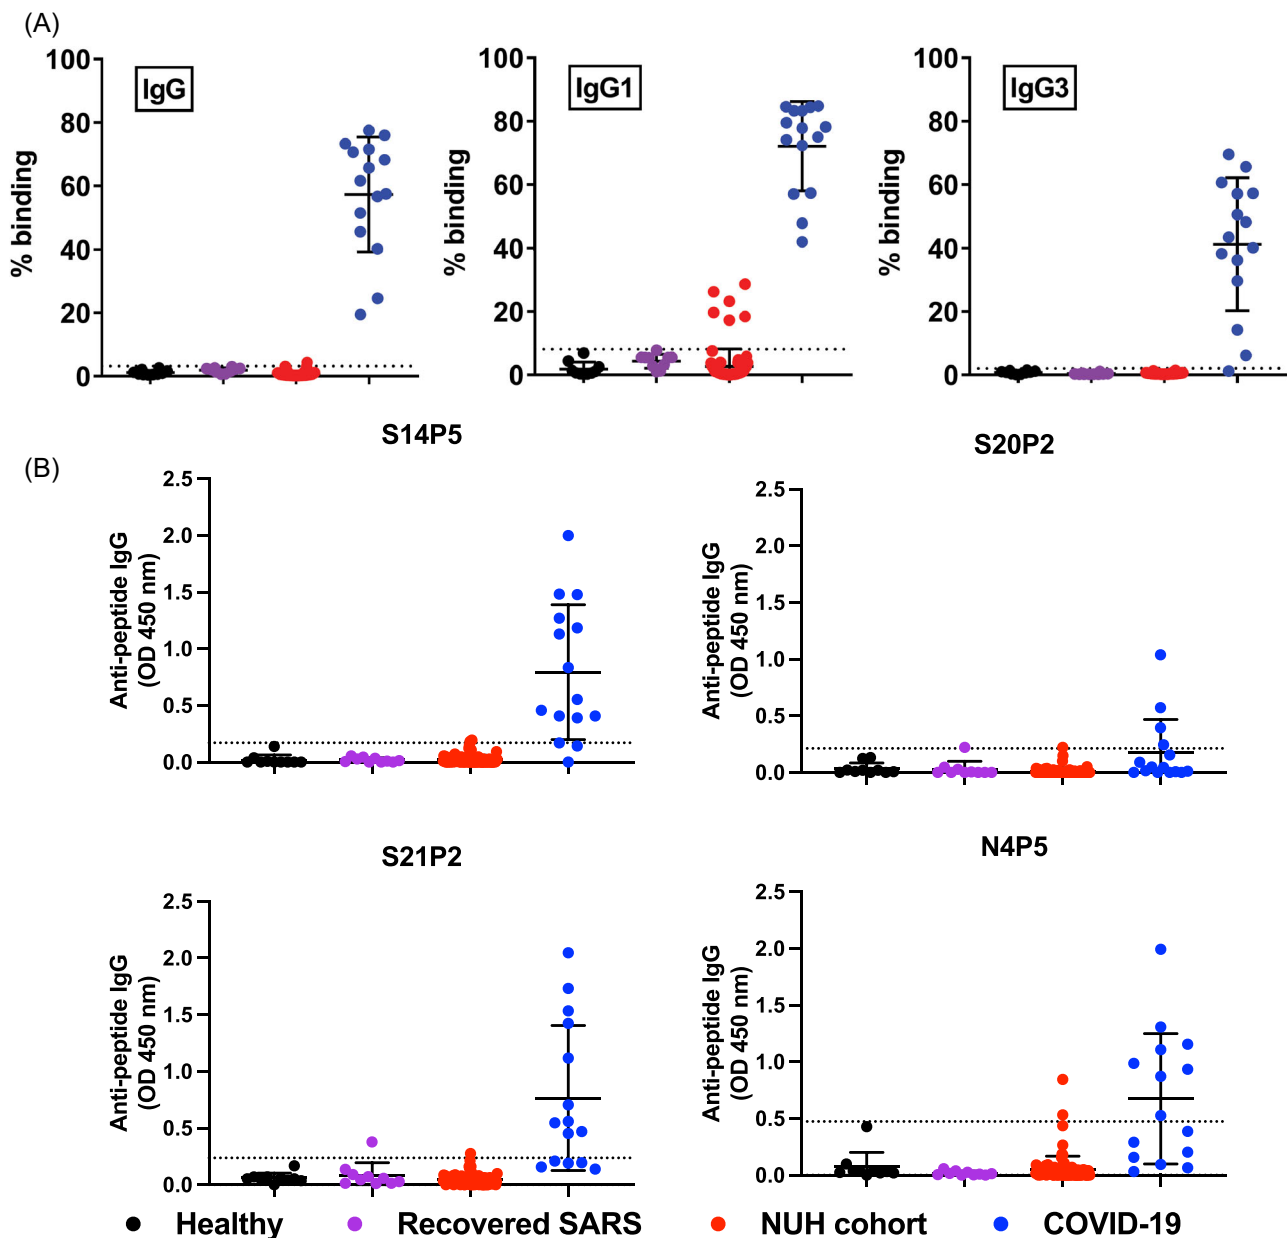 (A)
IgG
IgG1
IgG3
% binding
100
80
60
40
20
0
% binding
100
80
60
40
20
0
% binding
100
80
60
40
20
0
(B)
S14P5
Anti-peptide IgG
(OD 450 nm)
2.5
2.0
1.5
1.0
0.5
0.0
S20P2
Anti-peptide IgG
(OD 450 nm)
2.5
2.0
1.5
1.0
0.5
0.0
S21P2
Anti-peptide IgG
(OD 450 nm)
2.5
2.0
1.5
1.0
0.5
0.0
N4P5
Anti-peptide IgG
(OD 450 nm)
2.5
2.0
1.5
1.0
0.5
0.0
Healthy Recovered SARS NUH cohort COVID-19